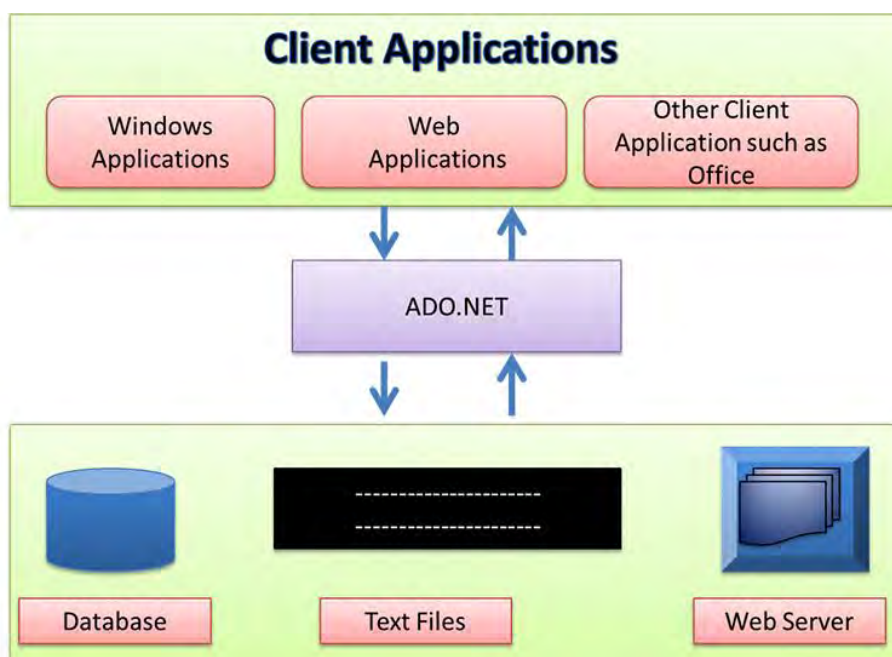 Client Applications
Windows
Applications
Web
Applications
Other Client
Application such as
Office
ADO.NET
----------------------
----------------------
Database
Text Files
Web Server